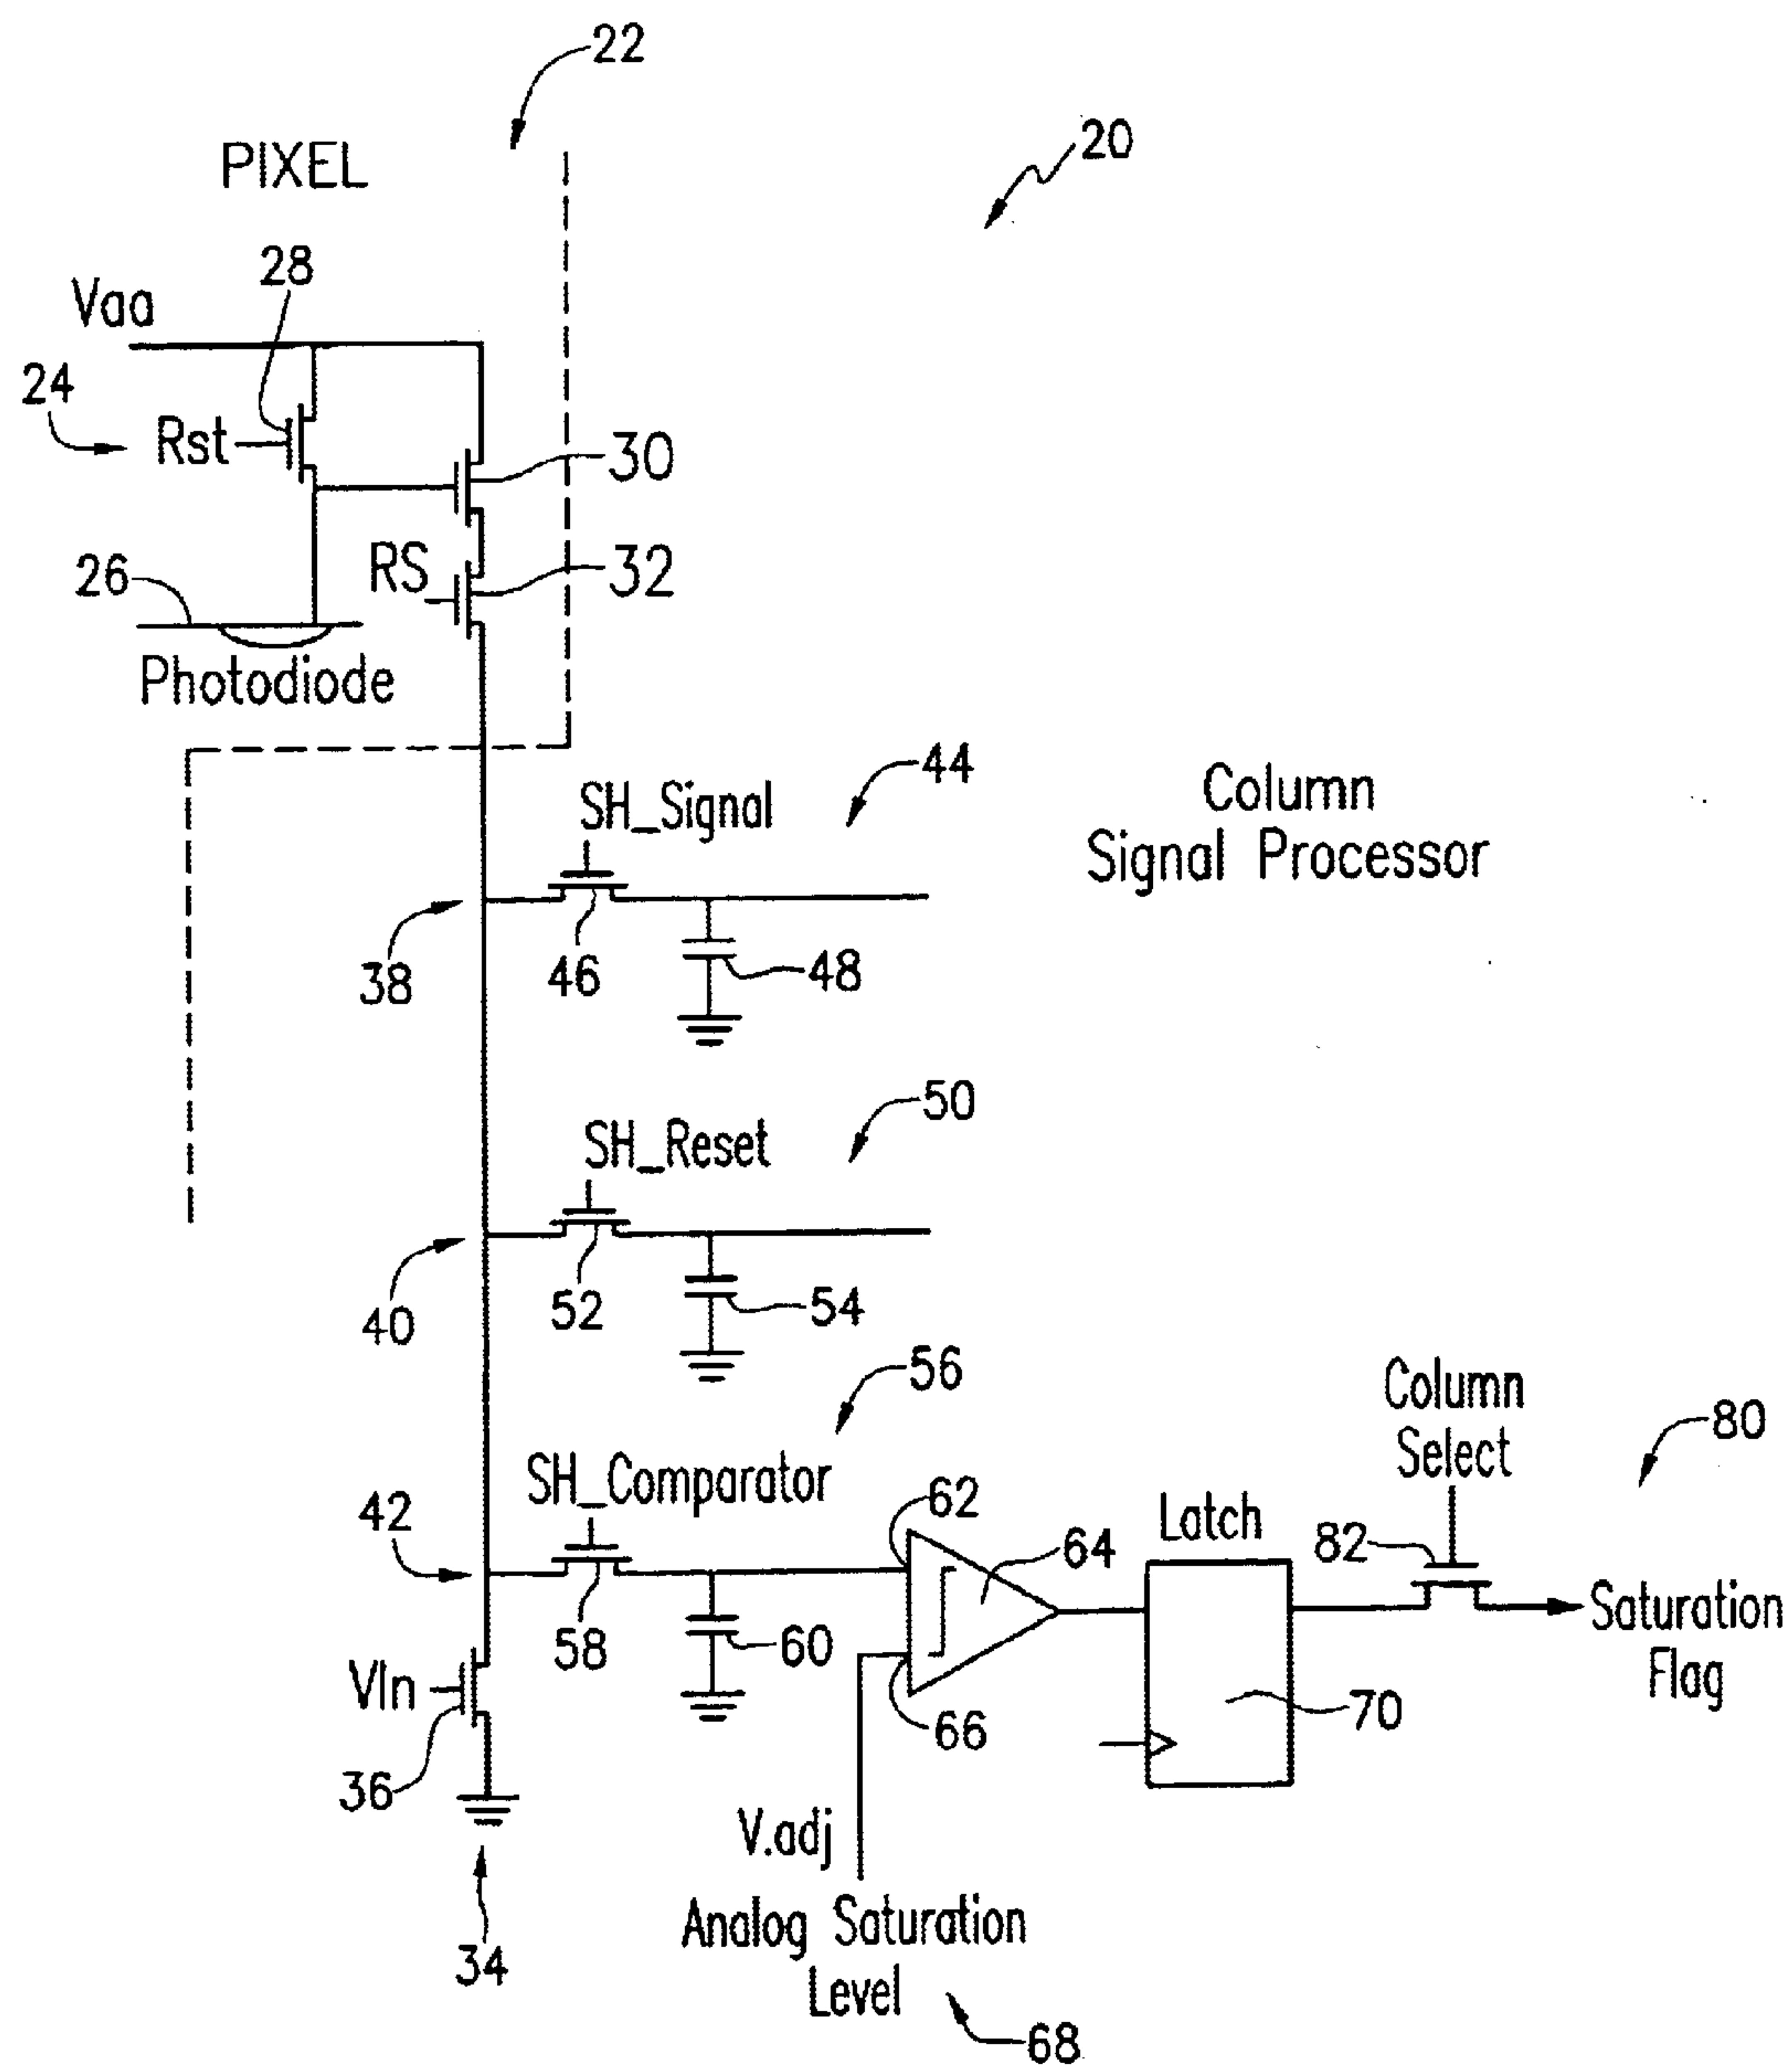 22
20
PIXEL
28
Vaa
24
Rst
30
RS
32
26
Photodiode
44
SH_Signal
Column
Signal Processor
38
46
48
50
SH_Reset
40
52
54
56
Column
Select
80
SH_Comparator
42
62
64
Latch
82
58
60
Saturation
Flag
Vln
66
70
36
V.adj
Analog Saturation
Level
34
68